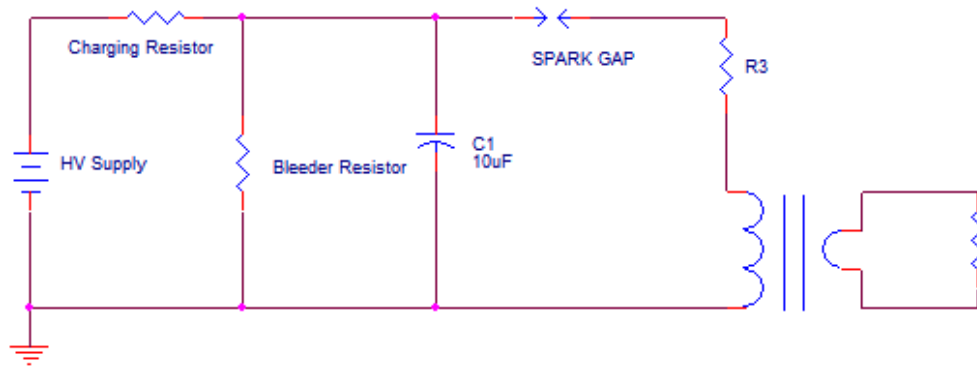 Charging Resistor
SPARK GAP
R3
HV Supply
Bleeder Resistor
C1
10uF